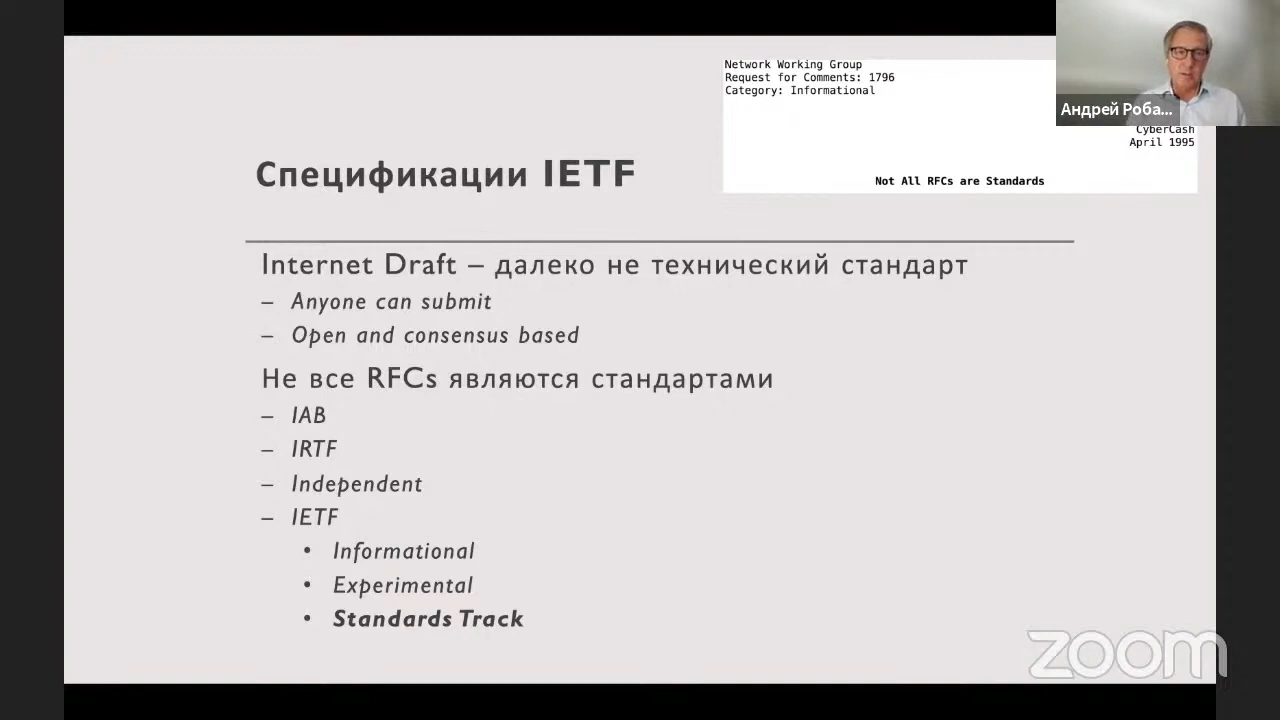 Network Working Group
Request for Comments: 1796
Category: Informational
Андрей Роба...
CyberCash
April 1995
Not All RFCs are Standards
Спецификации IETF
Internet Draft – далеко не технический стандарт
– Anyone can submit
– Open and consensus based
Не все RFCs являются стандартами
– IAB
– IRTF
– Independent
– IETF
• Informational
• Experimental
• Standards Track
zoom